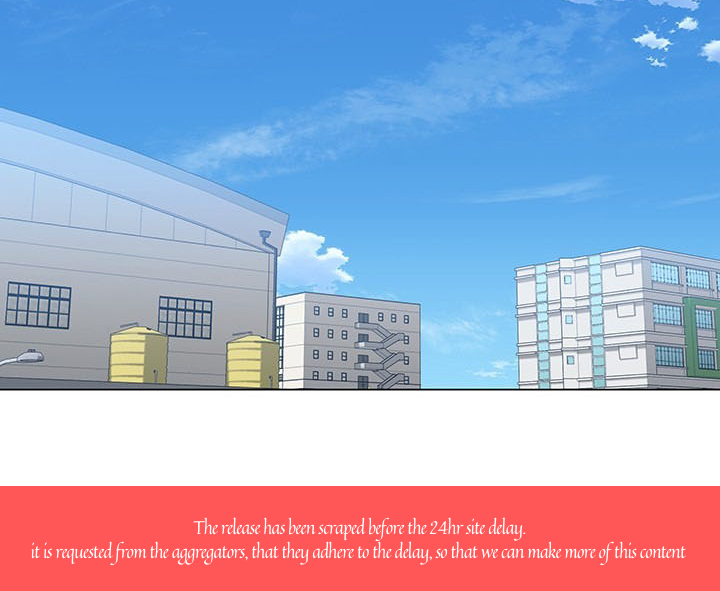 The release has been scraped before the 24hr site delay.
it is requested from the aggregators, that they adhere to the delay, so that we can make more of this content